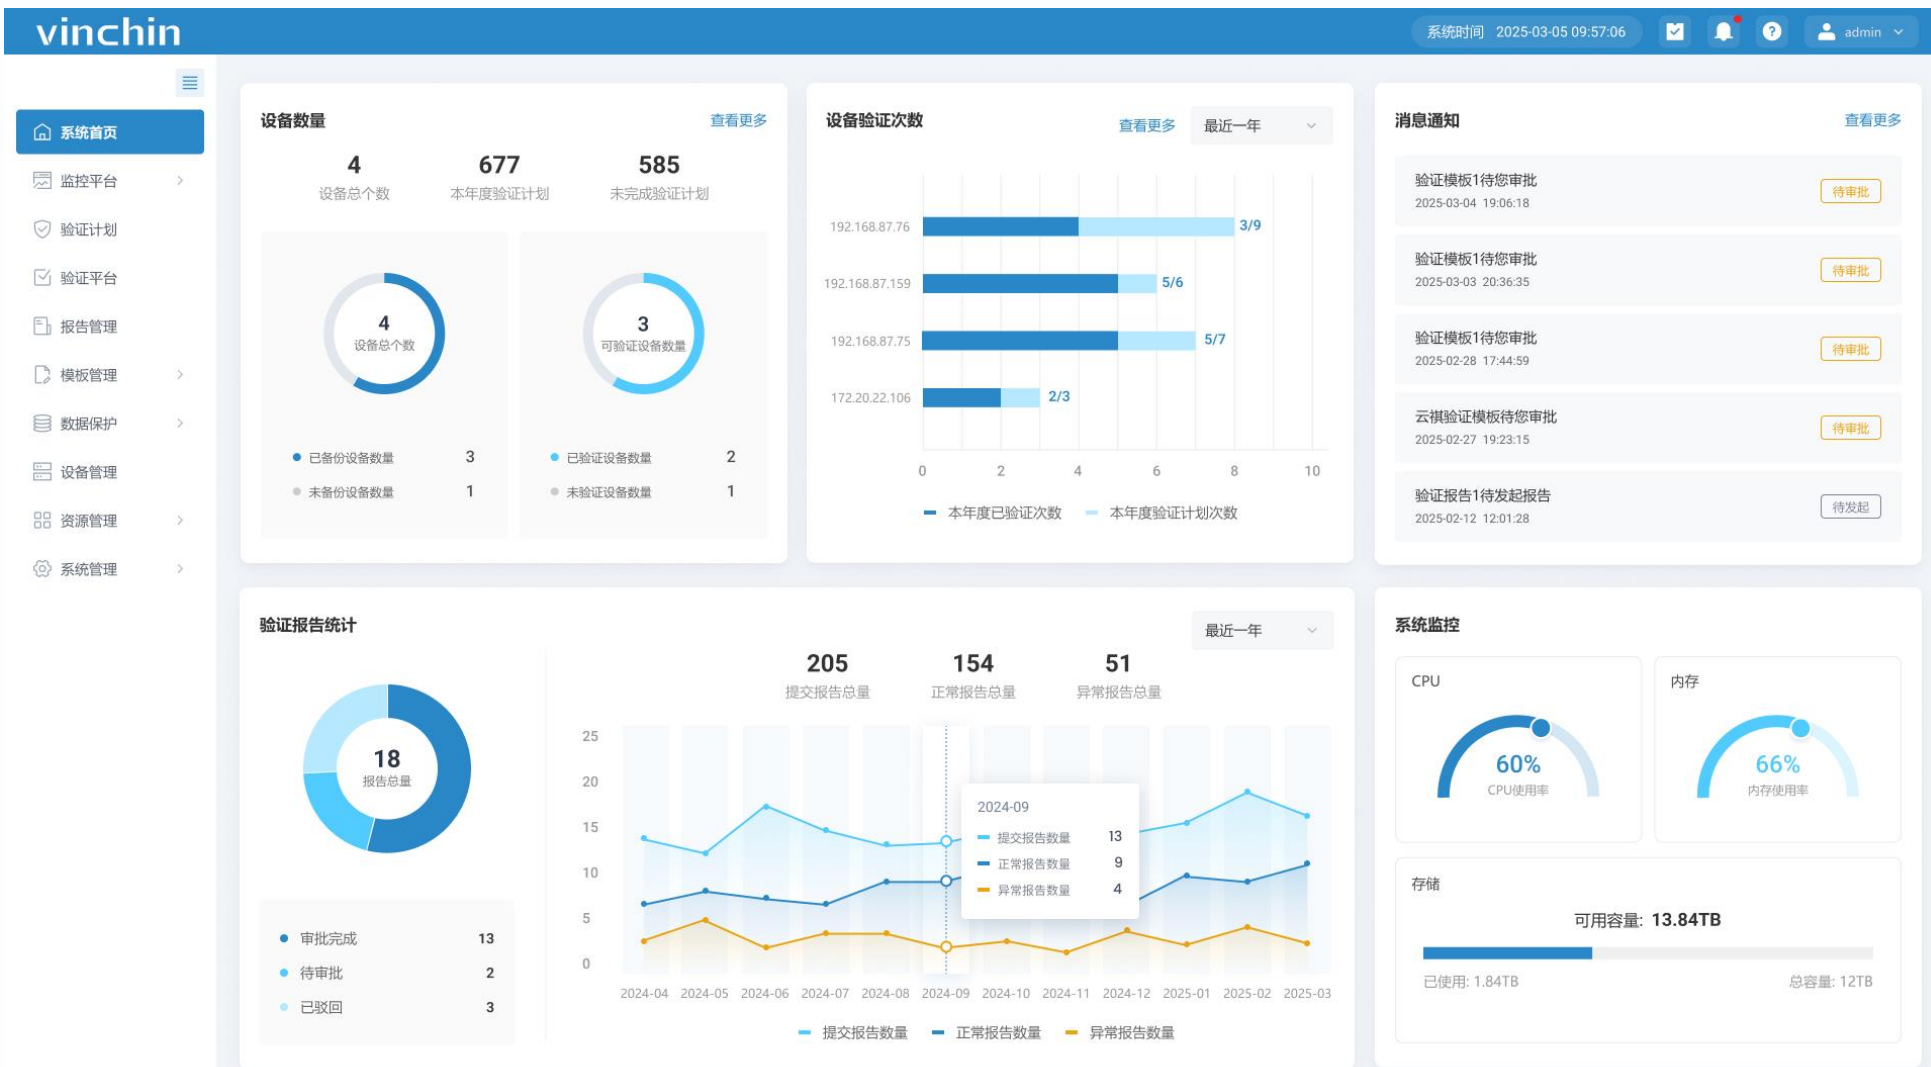 vinchin
系统时间 2025-03-05 09:57:06
admin
系统首页
监控平台
验证计划
验证平台
报告管理
模板管理
数据保护
设备管理
资源管理
系统管理
设备数量
查看更多
4
677
585
设备总个数
本年度验证计划
未完成验证计划
4
设备总个数
3
可验证设备数量
已备份设备数量 3
未备份设备数量 1
已验证设备数量 2
未验证设备数量 1
设备验证次数
查看更多
最近一年
192.168.87.76
3/9
192.168.87.159
5/6
192.168.87.75
5/7
172.20.22.106
2/3
0 2 4 6 8 10
本年度已验证次数 本年度验证计划次数
消息通知
查看更多
验证模板1待您审批
2025-03-04 19:06:18
待审批
验证模板1待您审批
2025-03-03 20:36:35
待审批
验证模板1待您审批
2025-02-28 17:44:59
待审批
云祺验证模板待您审批
2025-02-27 19:23:15
待审批
验证报告1待发起报告
2025-02-12 12:01:28
待发起
验证报告统计
最近一年
18
报告总量
审批完成 13
待审批 2
已驳回 3
205
154
51
提交报告总量
正常报告总量
异常报告总量
25
20
15
10
5
0
2024-09
提交报告数量 13
正常报告数量 9
异常报告数量 4
2024-04 2024-05 2024-06 2024-07 2024-08 2024-09 2024-10 2024-11 2024-12 2025-01 2025-02 2025-03
提交报告数量 正常报告数量 异常报告数量
系统监控
CPU
60%
CPU使用率
内存
66%
内存使用率
存储
可用容量: 13.84TB
已使用: 1.84TB
总容量: 12TB